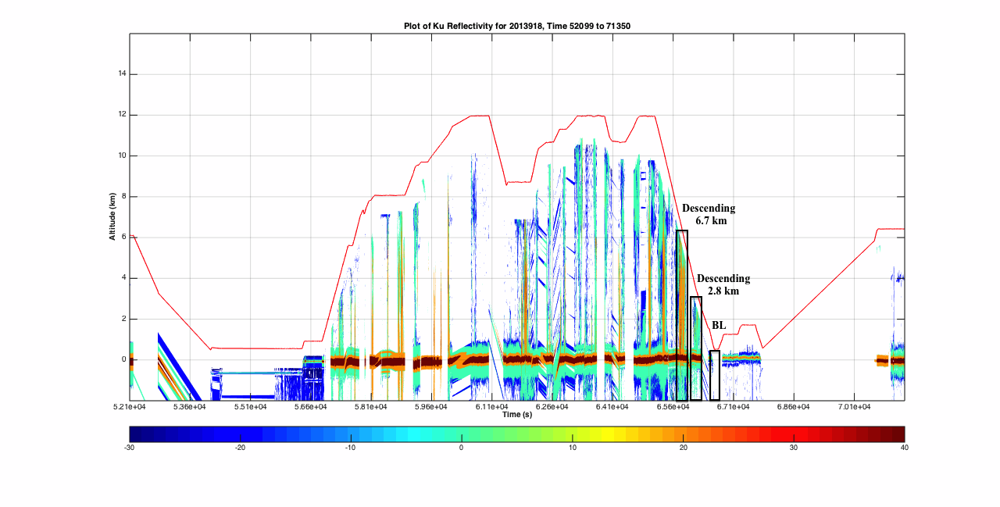 Plot of Ku Reflectivity for 2013918, Time 52099 to 71350
14
12
10
8
6
4
2
0
Altitude (km)
Descending
6.7 km
Descending
2.8 km
BL
5.21e+04 5.36e+04 5.51e+04 5.66e+04 5.81e+04 5.96e+04 6.11e+04 6.26e+04 6.41e+04 6.56e+04 6.71e+04 6.86e+04 7.01e+04
Time (s)
-30 -20 -10 0 10 20 30 40